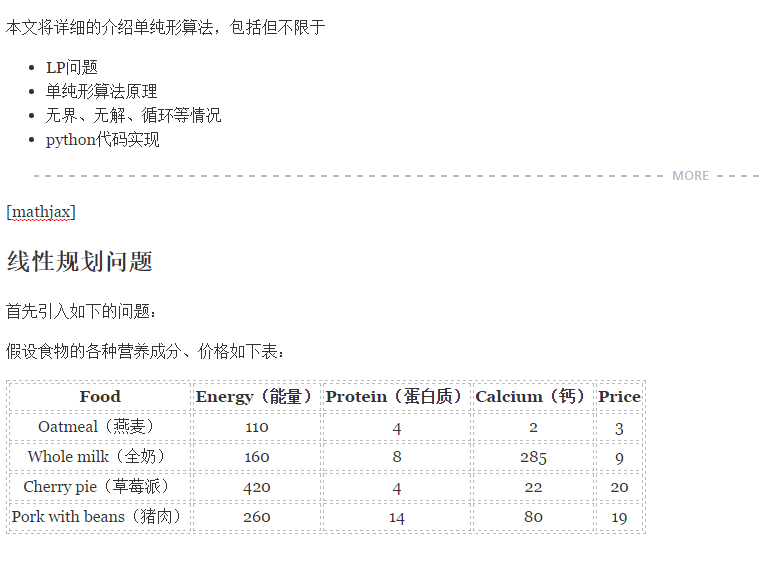 本文将详细的介绍单纯形算法，包括但不限于
LP问题
单纯形算法原理
无界、无解、循环等情况
python代码实现
MORE
[mathjax]
线性规划问题
首先引入如下的问题：
假设食物的各种营养成分、价格如下表：
Food Energy（能量） Protein（蛋白质） Calcium（钙） Price
Oatmeal（燕麦） 110 4 2 3
Whole milk（全奶） 160 8 285 9
Cherry pie（草莓派） 420 4 22 20
Pork with beans（猪肉） 260 14 80 19